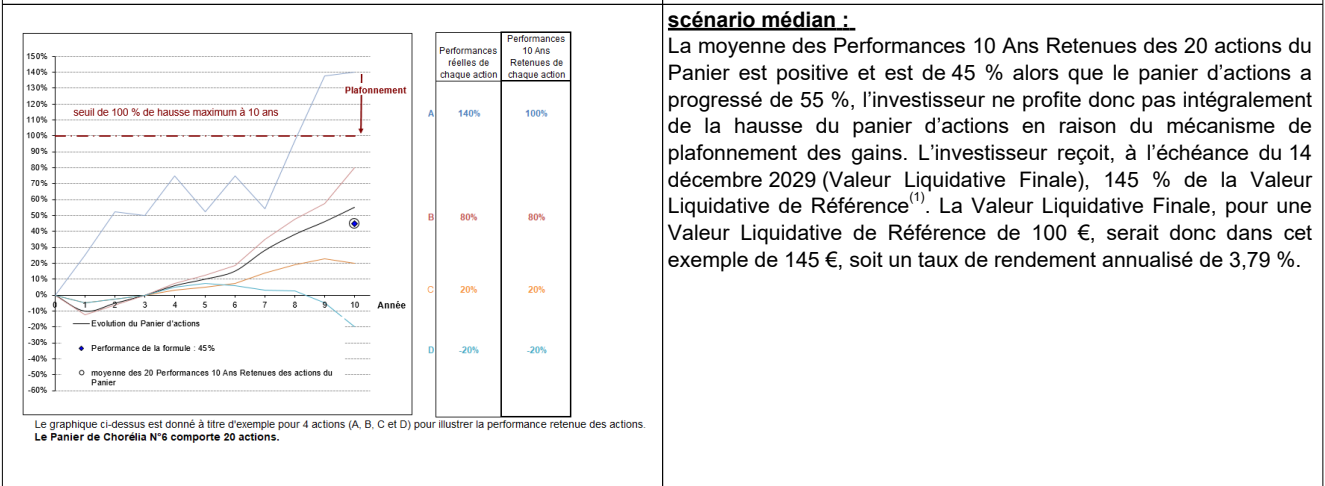 150%
140%
130%
120%
110%
100%
90%
80%
70%
60%
50%
40%
30%
20%
10%
0%
-10%
-20%
-30%
-40%
-50%
-60%
Plafonnement
seuil de 100 % de hausse maximum à 10 ans
0 1 2 3 4 5 6 7 8 9 10 Année
Evolution du Panier d'actions
Performance de la formule : 45%
moyenne des 20 Performances 10 Ans Retenues des actions du
Panier
Performances
réelles de
chaque action
Performances
10 Ans
Retenues de
chaque action
A 140% 100%
B 80% 80%
C 20% 20%
D -20% -20%
Le graphique ci-dessus est donné à titre d'exemple pour 4 actions (A, B, C et D) pour illustrer la performance retenue des actions.
Le Panier de Chorélia N°6 comporte 20 actions.
scénario médian :
La moyenne des Performances 10 Ans Retenues des 20 actions du
Panier est positive et est de 45 % alors que le panier d'actions a
progressé de 55 %, l'investisseur ne profite donc pas intégralement
de la hausse du panier d'actions en raison du mécanisme de
plafonnement des gains. L'investisseur reçoit, à l'échéance du 14
décembre 2029 (Valeur Liquidative Finale), 145 % de la Valeur
Liquidative de Référence(1). La Valeur Liquidative Finale, pour une
Valeur Liquidative de Référence de 100 €, serait donc dans cet
exemple de 145 €, soit un taux de rendement annualisé de 3,79 %.